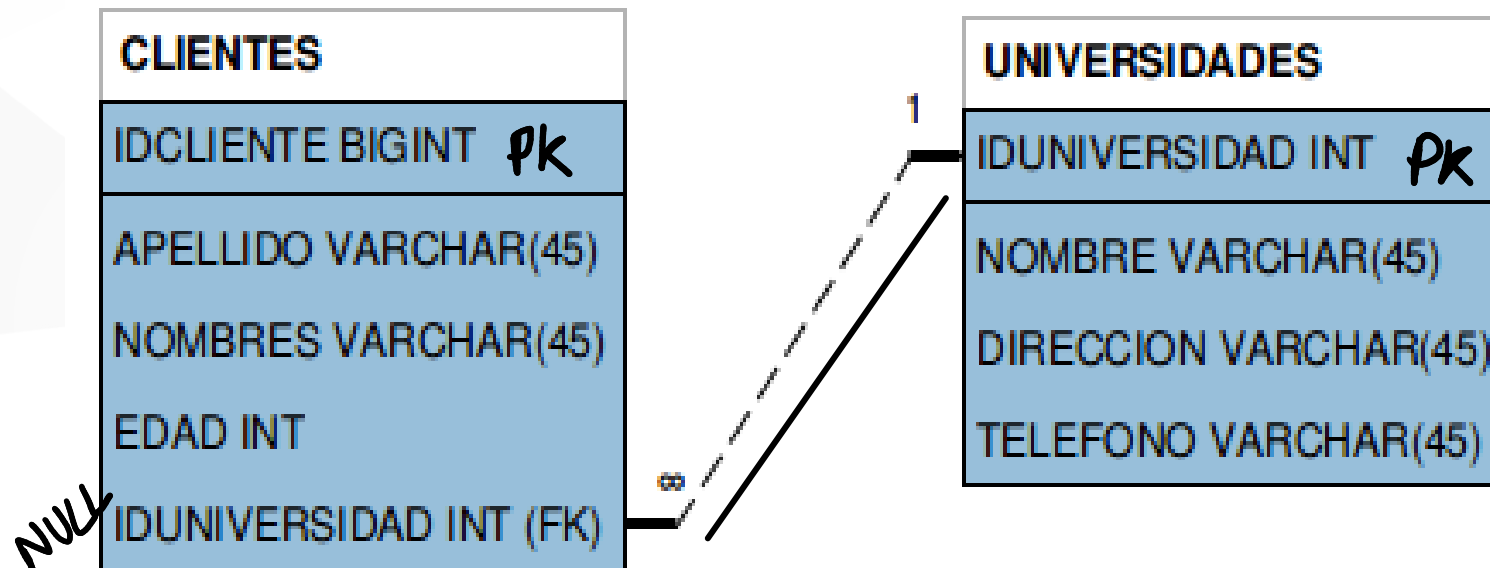 CLIENTES
IDCLIENTE BIGINT PK
APELLIDO VARCHAR(45)
NOMBRES VARCHAR(45)
EDAD INT
NULL IDUNIVERSIDAD INT (FK)
∞
1
UNIVERSIDADES
IDUNIVERSIDAD INT PK
NOMBRE VARCHAR(45)
DIRECCION VARCHAR(45)
TELEFONO VARCHAR(45)